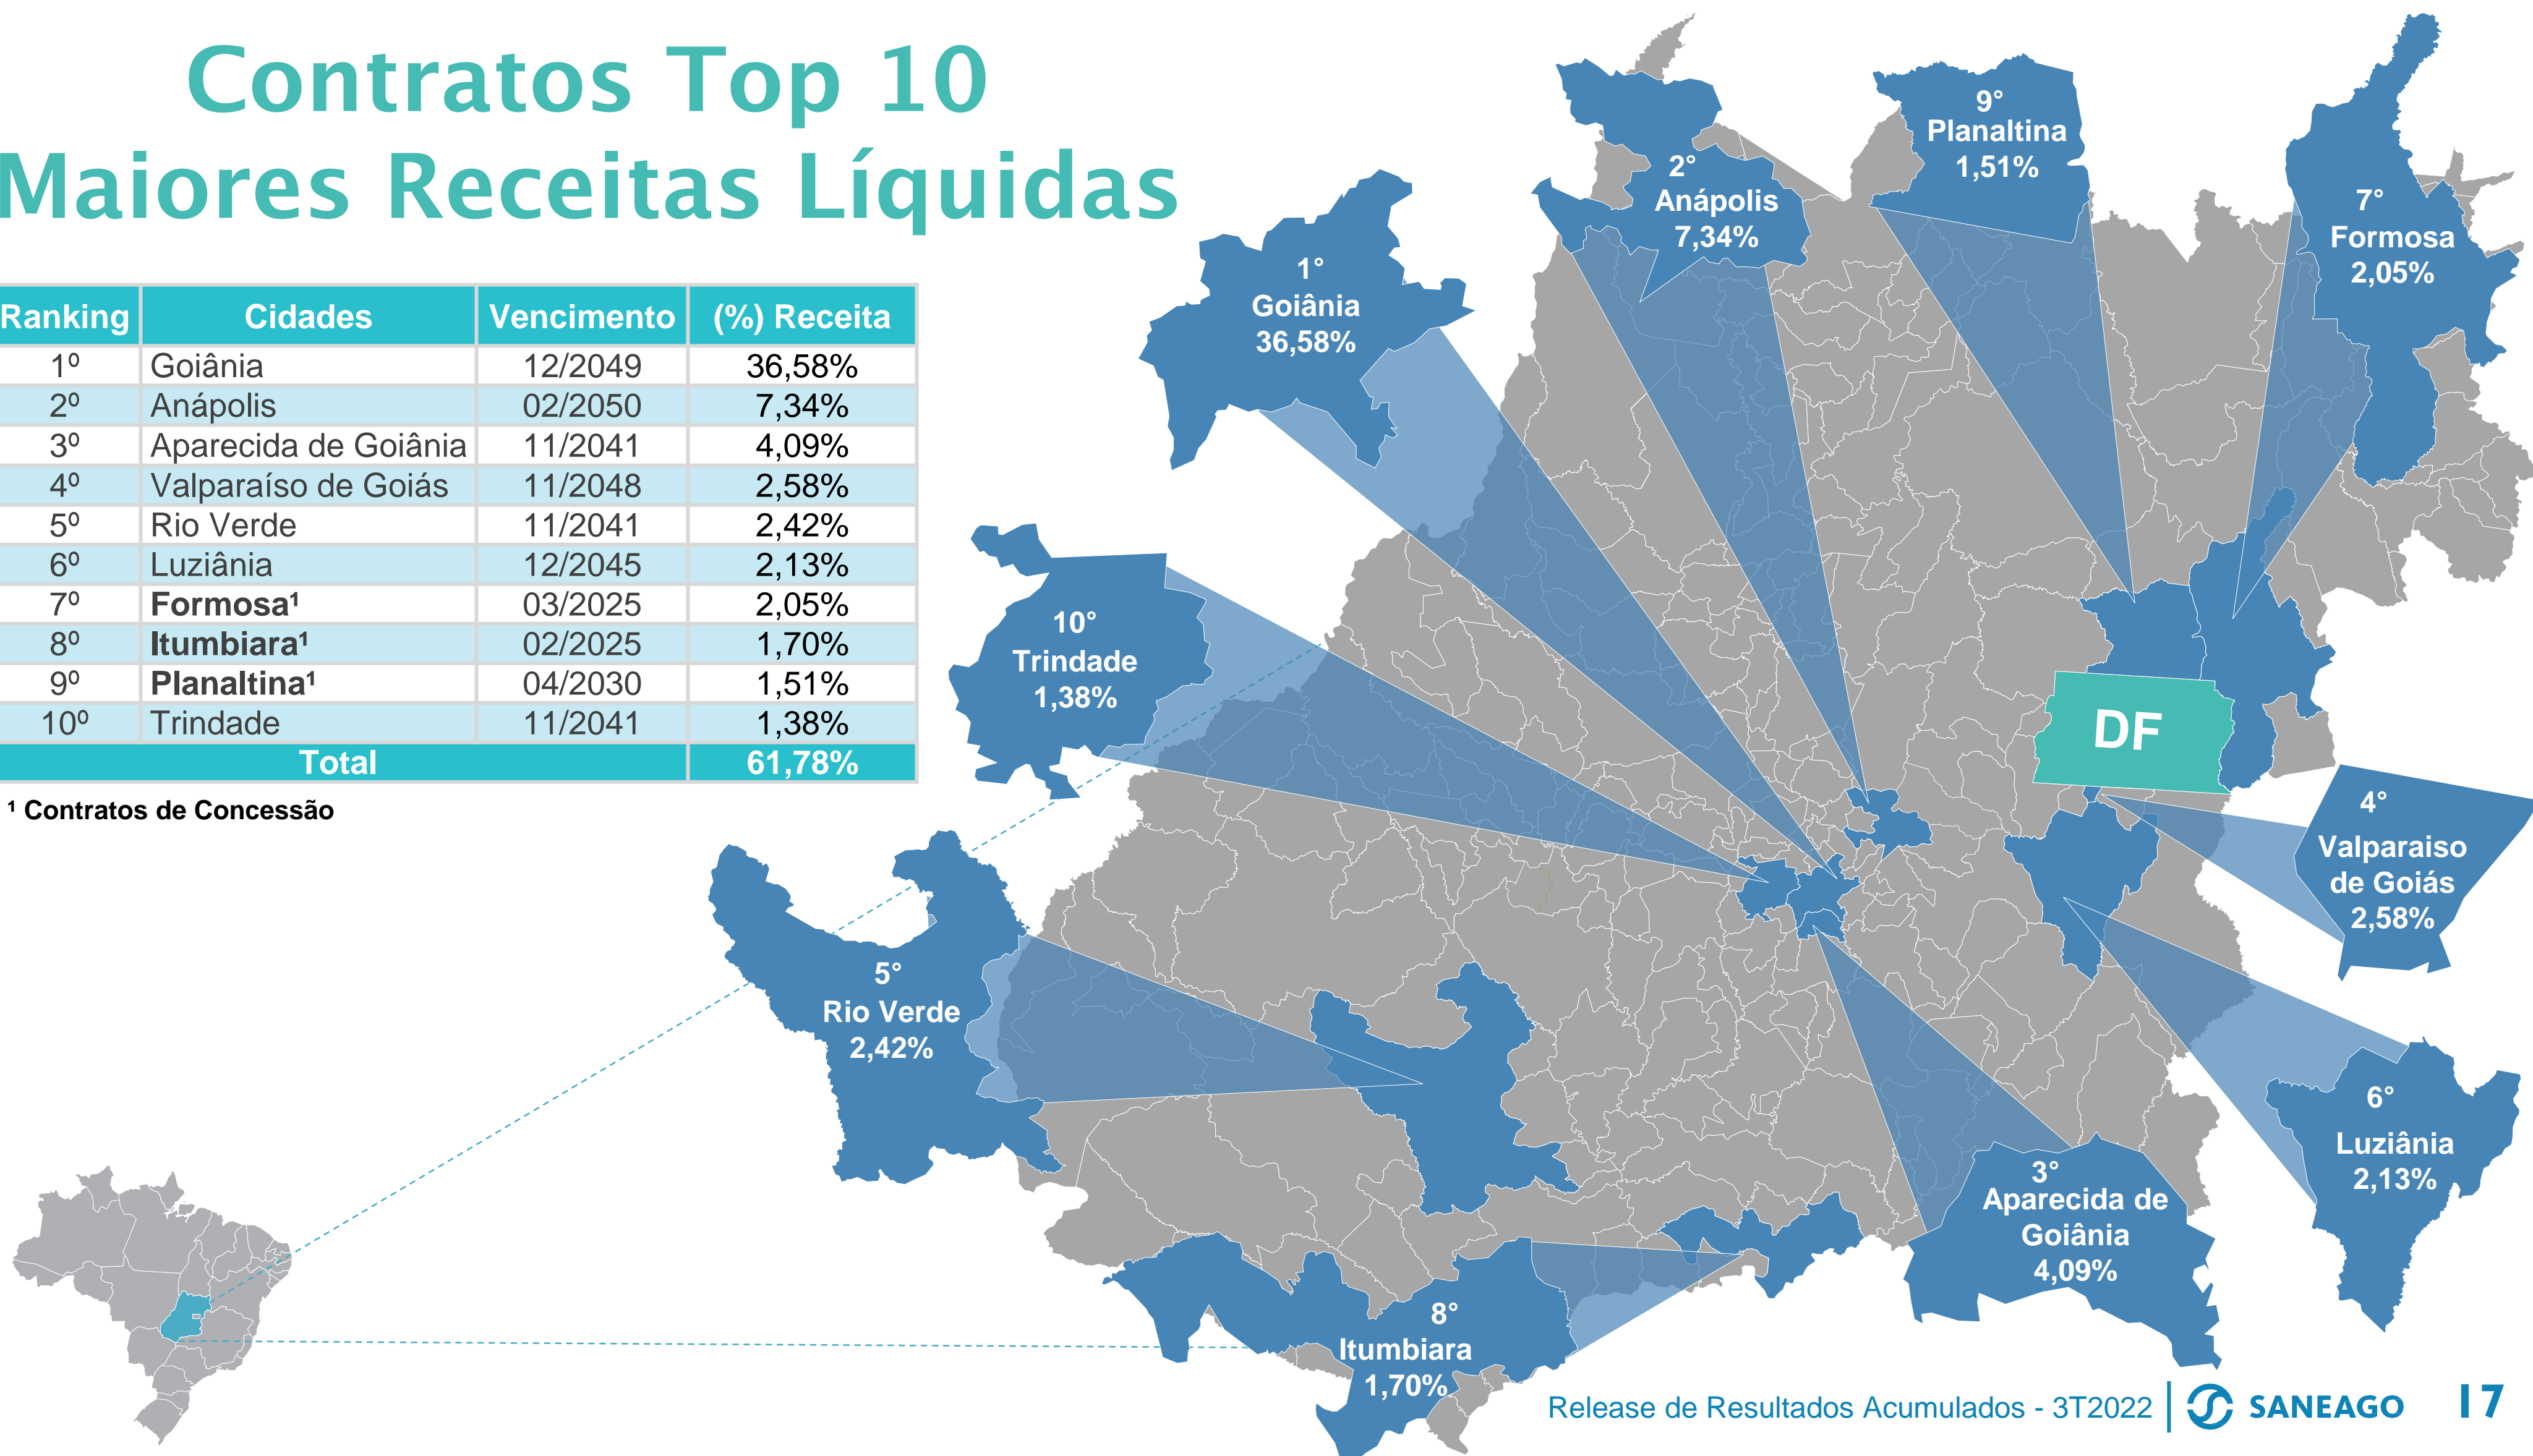 Contratos Top 10
Maiores Receitas Líquidas
Ranking Cidades Vencimento (%) Receita
1º Goiânia 12/2049 36,58%
2º Anápolis 02/2050 7,34%
3º Aparecida de Goiânia 11/2041 4,09%
4º Valparaíso de Goiás 11/2048 2,58%
5º Rio Verde 11/2041 2,42%
6º Luziânia 12/2045 2,13%
7º Formosa¹ 03/2025 2,05%
8º Itumbiara¹ 02/2025 1,70%
9º Planaltina¹ 04/2030 1,51%
10º Trindade 11/2041 1,38%
Total 61,78%
¹ Contratos de Concessão
1°
Goiânia
36,58%
2°
Anápolis
7,34%
9°
Planaltina
1,51%
7°
Formosa
2,05%
10°
Trindade
1,38%
DF
4°
Valparaiso
de Goiás
2,58%
5°
Rio Verde
2,42%
6°
Luziânia
2,13%
3°
Aparecida de
Goiânia
4,09%
8°
Itumbiara
1,70%
Release de Resultados Acumulados - 3T2022 | SANEAGO 17